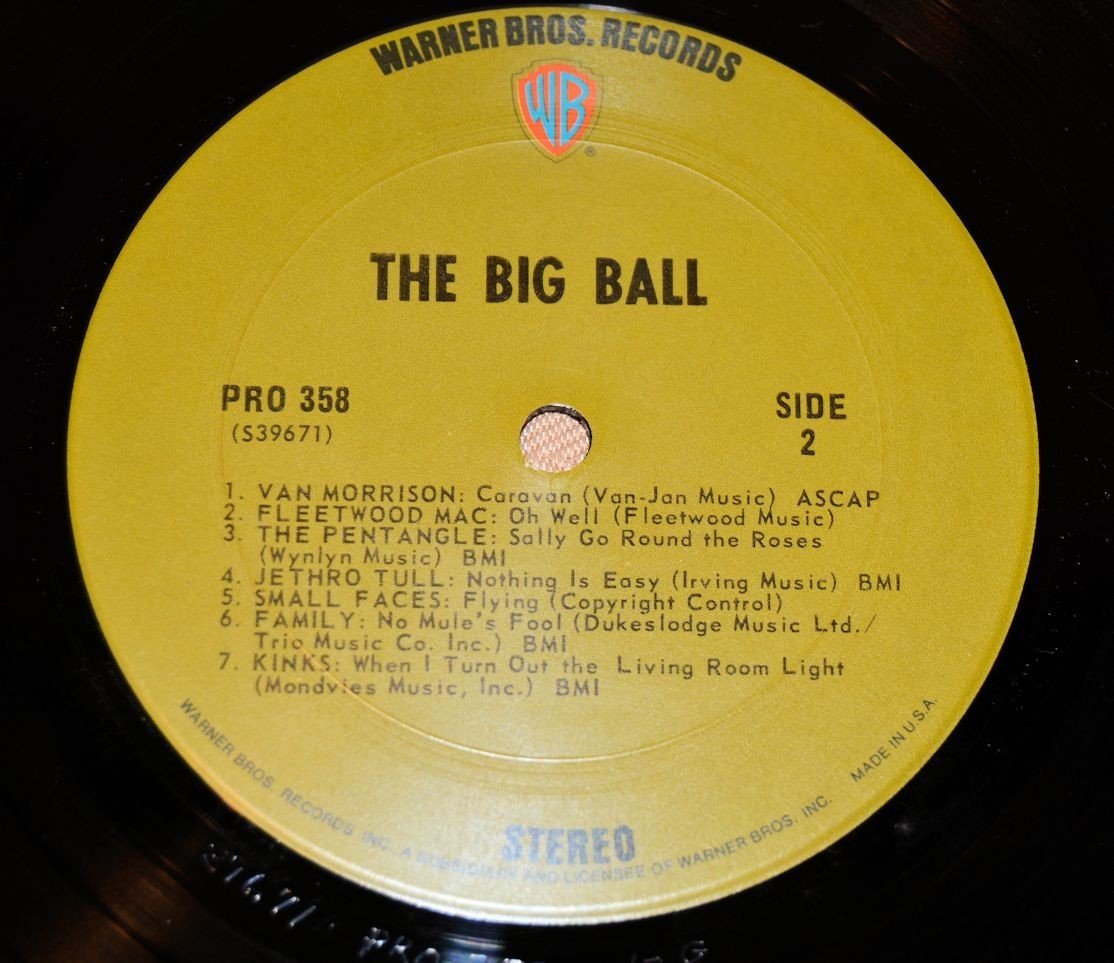 WARNER BROS. RECORDS
WB
®
THE BIG BALL
PRO 358
(S39671)
SIDE
2
1. VAN MORRISON: Caravan (Van-Jan Music) ASCAP
2. FLEETWOOD MAC: Oh Well (Fleetwood Music)
3. THE PENTANGLE: Sally Go Round the Roses
(Wynlyn Music) BMI
4. JETHRO TULL: Nothing Is Easy (Irving Music) BMI
5. SMALL FACES: Flying (Copyright Control)
6. FAMILY: No Mule's Fool (Dukeslodge Music Ltd./
Trio Music Co. Inc.) BMI
7. KINKS: When I Turn Out the Living Room Light
(Mondvies Music, Inc.) BMI
STEREO
WARNER BROS. RECORDS INC. A SUBSIDIARY AND LICENSEE OF WARNER BROS. INC.
MADE IN U.S.A.
PRO